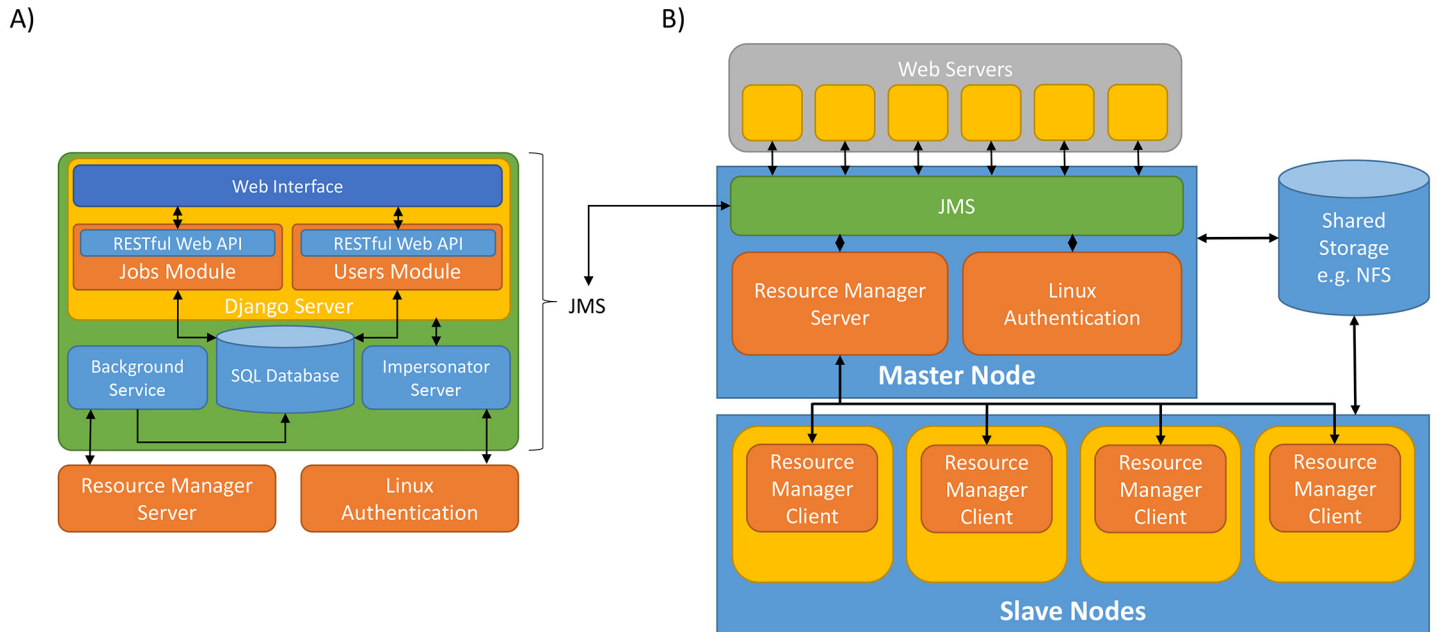 A)
Web Interface
RESTful Web API
Jobs Module
RESTful Web API
Users Module
Django Server
Background
Service
SQL Database
Impersonator
Server
Resource Manager
Server
Linux
Authentication
JMS
B)
Web Servers
JMS
Resource Manager
Server
Linux
Authentication
Master Node
Shared
Storage
e.g. NFS
Resource
Manager
Client
Resource
Manager
Client
Resource
Manager
Client
Resource
Manager
Client
Slave Nodes